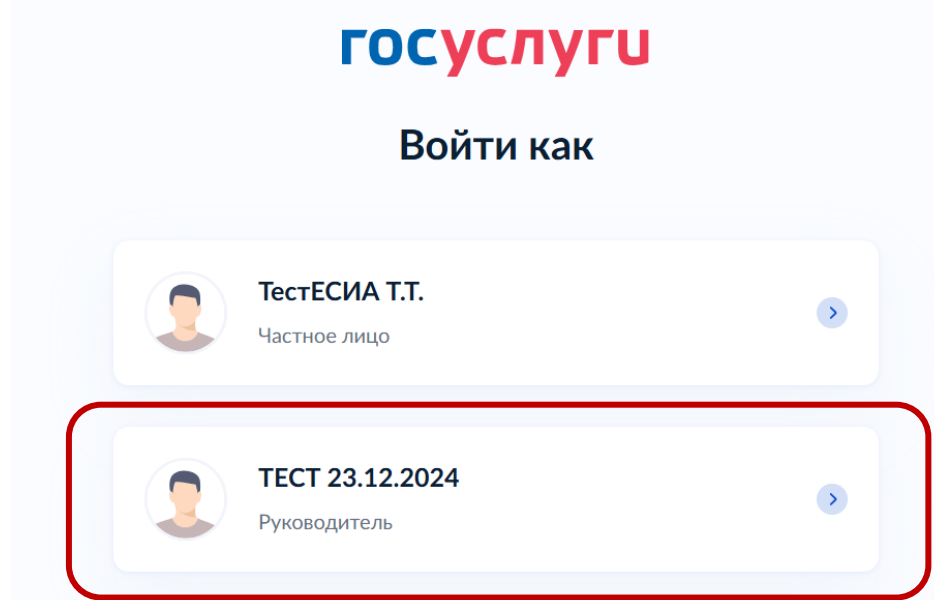 госуслуги
Войти как
ТестЕСИА Т.Т.
Частное лицо
ТЕСТ 23.12.2024
Руководитель